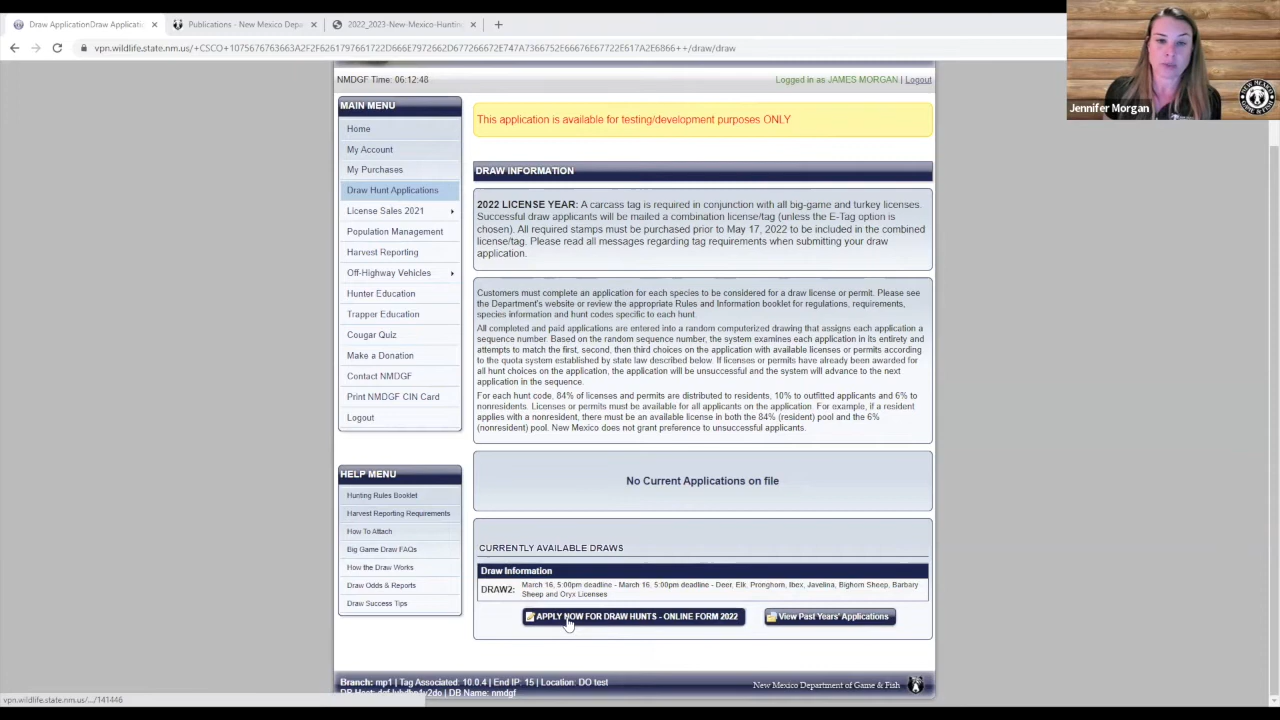 Draw ApplicationDraw Applicatio
Publications - New Mexico Depa
2022_2023-New-Mexico-Hunting
vpn.wildlife.state.nm.us/+CSCO+1075676763663A2F2F6261797661722D666E7972662D677266672E747A7366752E66676E67722E617A2E6866++/draw/draw
Jennifer Morgan
NMDGF Time: 06:12:48
Logged in as JAMES MORGAN | Logout
MAIN MENU
Home
My Account
My Purchases
Draw Hunt Applications
License Sales 2021
Population Management
Harvest Reporting
Off-Highway Vehicles
Hunter Education
Trapper Education
Cougar Quiz
Make a Donation
Contact NMDGF
Print NMDGF CIN Card
Logout
HELP MENU
Hunting Rules Booklet
Harvest Reporting Requirements
How To Attach
Big Game Draw FAQs
How the Draw Works
Draw Odds & Reports
Draw Success Tips
This application is available for testing/development purposes ONLY
DRAW INFORMATION
2022 LICENSE YEAR: A carcass tag is required in conjunction with all big-game and turkey licenses.
Successful draw applicants will be mailed a combination license/tag (unless the E-Tag option is
chosen). All required stamps must be purchased prior to May 17, 2022 to be included in the combined
license/tag. Please read all messages regarding tag requirements when submitting your draw
application.
Customers must complete an application for each species to be considered for a draw license or permit. Please see
the Department's website or review the appropriate Rules and Information booklet for regulations, requirements,
species information and hunt codes specific to each hunt.
All completed and paid applications are entered into a random computerized drawing that assigns each application a
sequence number. Based on the random sequence number, the system examines each application in its entirety and
attempts to match the first, second, then third choices on the application with available licenses or permits according
to the quota system established by state law described below. If licenses or permits have already been awarded for
all hunt choices on the application, the application will be unsuccessful and the system will advance to the next
application in the sequence.
For each hunt code, 84% of licenses and permits are distributed to residents, 10% to outfitted applicants and 6% to
nonresidents. Licenses or permits must be available for all applicants on the application. For example, if a resident
applies with a nonresident, there must be an available license in both the 84% (resident) pool and the 6%
(nonresident) pool. New Mexico does not grant preference to unsuccessful applicants.
No Current Applications on file
CURRENTLY AVAILABLE DRAWS
Draw Information
DRAW2: March 16, 5:00pm deadline - March 16, 5:00pm deadline - Deer, Elk, Pronghorn, Ibex, Javelina, Bighorn Sheep, Barbary
Sheep and Oryx Licenses
APPLY NOW FOR DRAW HUNTS - ONLINE FORM 2022
View Past Years' Applications
Branch: mp1 | Tag Associated: 10.0.4 | End IP: 15 | Location: DO test
New Mexico Department of Game & Fish
vpn.wildlife.state.nm.us/.../141446